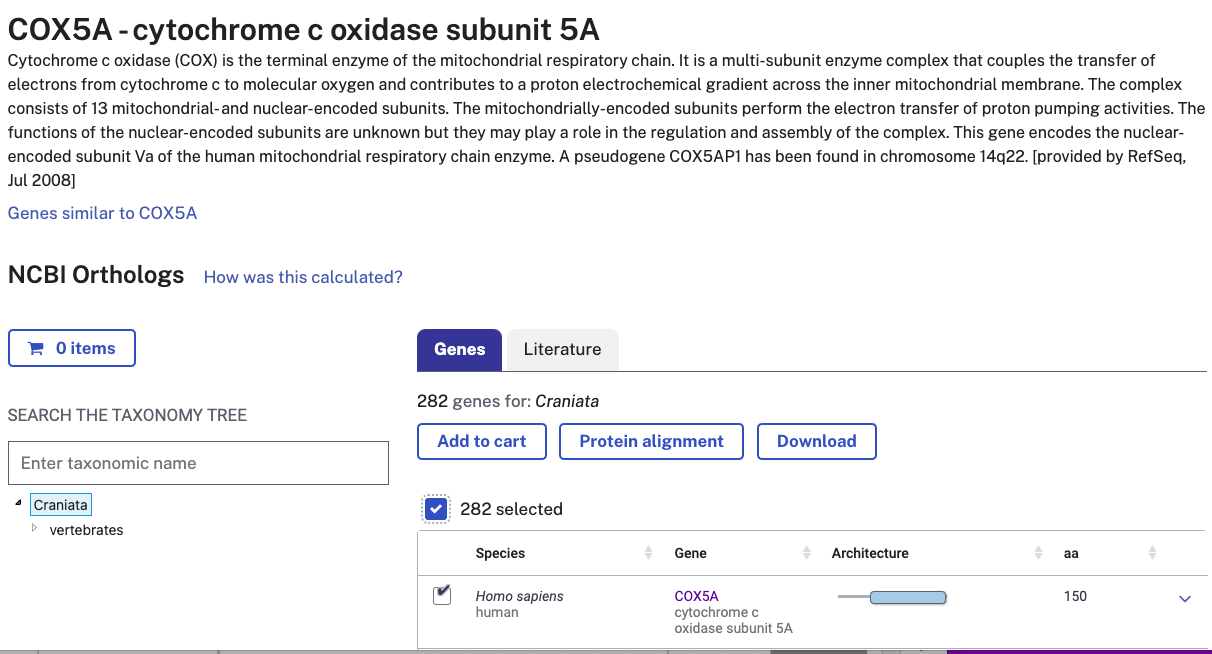 COX5A - cytochrome c oxidase subunit 5A
Cytochrome c oxidase (COX) is the terminal enzyme of the mitochondrial respiratory chain. It is a multi-subunit enzyme complex that couples the transfer of
electrons from cytochrome c to molecular oxygen and contributes to a proton electrochemical gradient across the inner mitochondrial membrane. The complex
consists of 13 mitochondrial- and nuclear-encoded subunits. The mitochondrially-encoded subunits perform the electron transfer of proton pumping activities. The
functions of the nuclear-encoded subunits are unknown but they may play a role in the regulation and assembly of the complex. This gene encodes the nuclear-
encoded subunit Va of the human mitochondrial respiratory chain enzyme. A pseudogene COX5AP1 has been found in chromosome 14q22. [provided by RefSeq,
Jul 2008]
Genes similar to COX5A
NCBI Orthologs How was this calculated?
0 items
SEARCH THE TAXONOMY TREE
Enter taxonomic name
Craniata
vertebrates
Genes Literature
282 genes for: Craniata
Add to cart Protein alignment Download
282 selected
Species Gene Architecture aa
Homo sapiens COX5A 150
human cytochrome c
oxidase subunit 5A